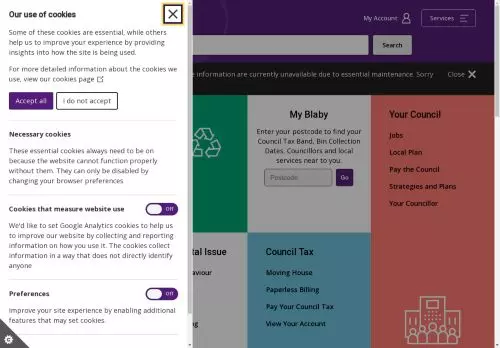 Our use of cookies
Some of these cookies are essential, while others
help us to improve your experience by providing
insights into how the site is being used.
For more detailed information about the cookies we
use, view our cookies page
Accept all
I do not accept
Necessary cookies
These essential cookies always need to be on
because the website cannot function properly
without them. They can only be disabled by
changing your browser preferences
Cookies that measure website use
Off
We'd like to set Google Analytics cookies to help us
to improve our website by collecting and reporting
information on how you use it. The cookies collect
information in a way that does not directly identify
anyone
Preferences
Off
Improve your site experience by enabling additional
features that may set cookies.
My Account
Services
Search
information are currently unavailable due to essential maintenance. Sorry
Close
My Blaby
Enter your postcode to find your
Council Tax Band, Bin Collection
Dates, Councillors and local
services near to you.
Postcode
Go
Your Council
Jobs
Local Plan
Pay the Council
Strategies and Plans
Your Councillor
Issue
Council Tax
Moving House
Paperless Billing
Pay Your Council Tax
View Your Account